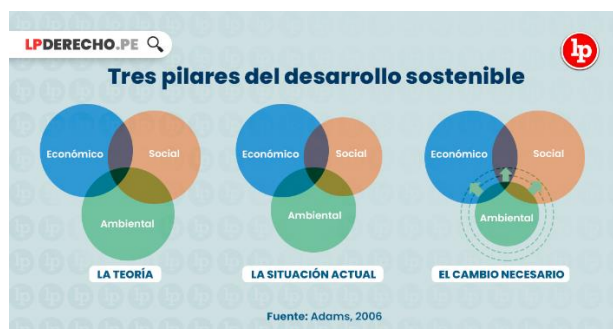 LPDERECHO.PE
lp
Tres pilares del desarrollo sostenible
Económico
Social
Ambiental
LA TEORÍA
Económico
Social
Ambiental
LA SITUACIÓN ACTUAL
Económico
Social
Ambiental
EL CAMBIO NECESARIO
Fuente: Adams, 2006